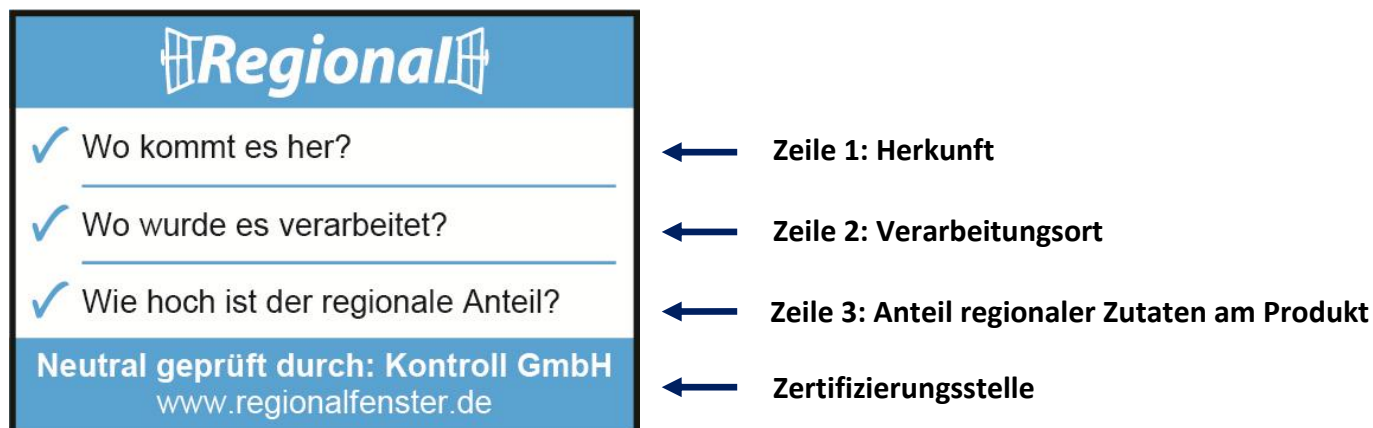 Regional
Wo kommt es her?
Zeile 1: Herkunft
Wo wurde es verarbeitet?
Zeile 2: Verarbeitungsort
Wie hoch ist der regionale Anteil?
Zeile 3: Anteil regionaler Zutaten am Produkt
Neutral geprüft durch: Kontroll GmbH
www.regionalfenster.de
Zertifizierungsstelle